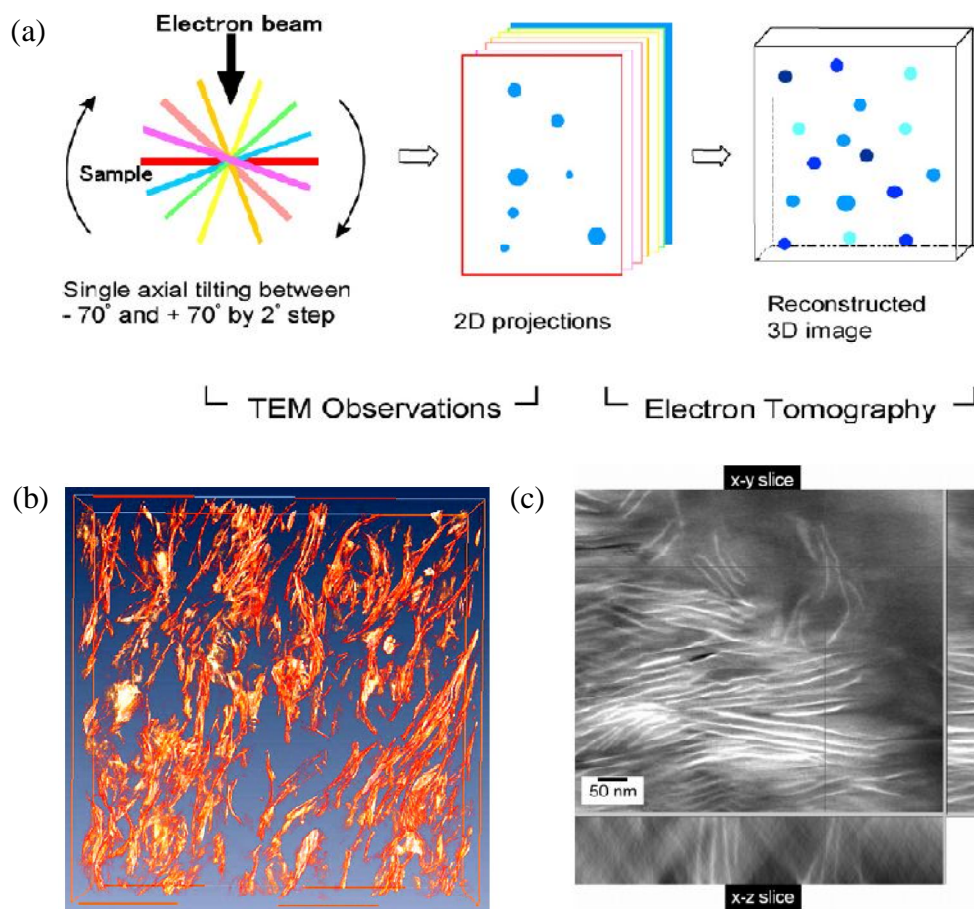 (a)
Electron beam
Sample
Single axial tilting between
- 70° and + 70° by 2° step
2D projections
Reconstructed
3D image
TEM Observations
Electron Tomography
(b)
(c)
x-y slice
50 nm
x-z slice